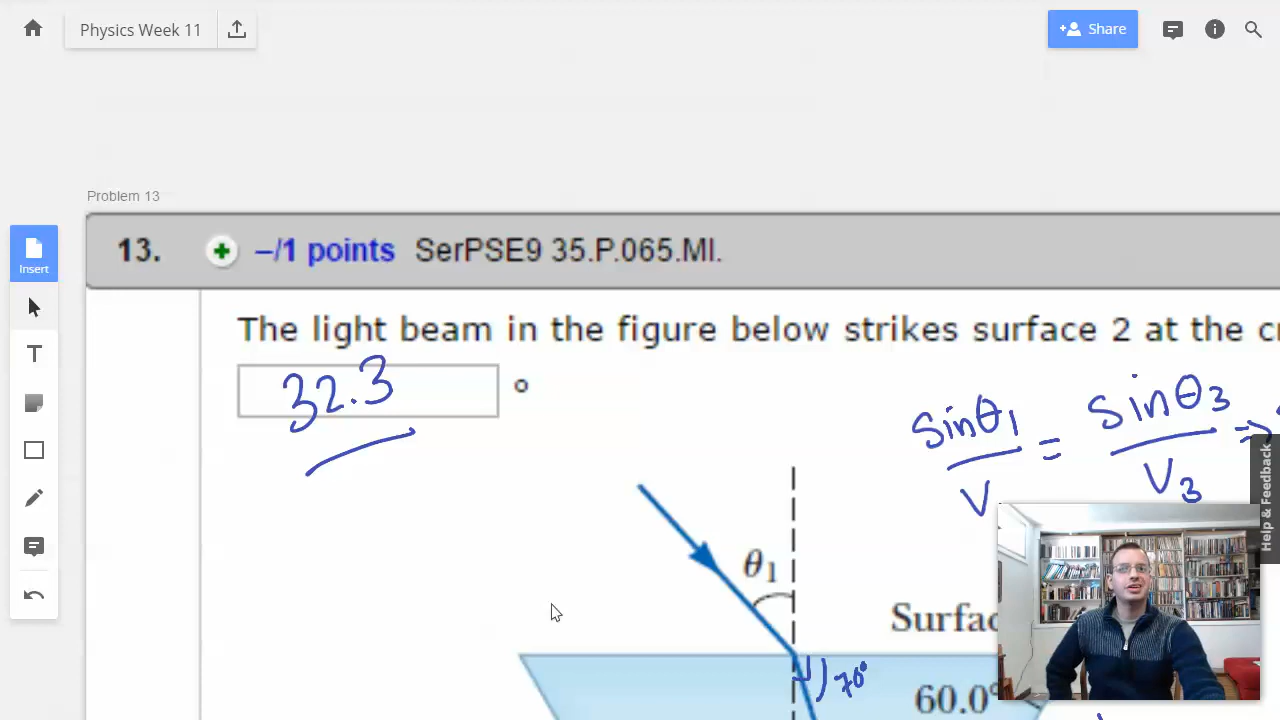 Physics Week 11
Share
Problem 13
Insert
13. –/1 points SerPSE9 35.P.065.MI.
The light beam in the figure below strikes surface 2 at the
32.3 °
sinθ1 / V = sinθ3 / V3 ⇒
θ1
Surfac
70°
60.0°
T
Help & Feedback